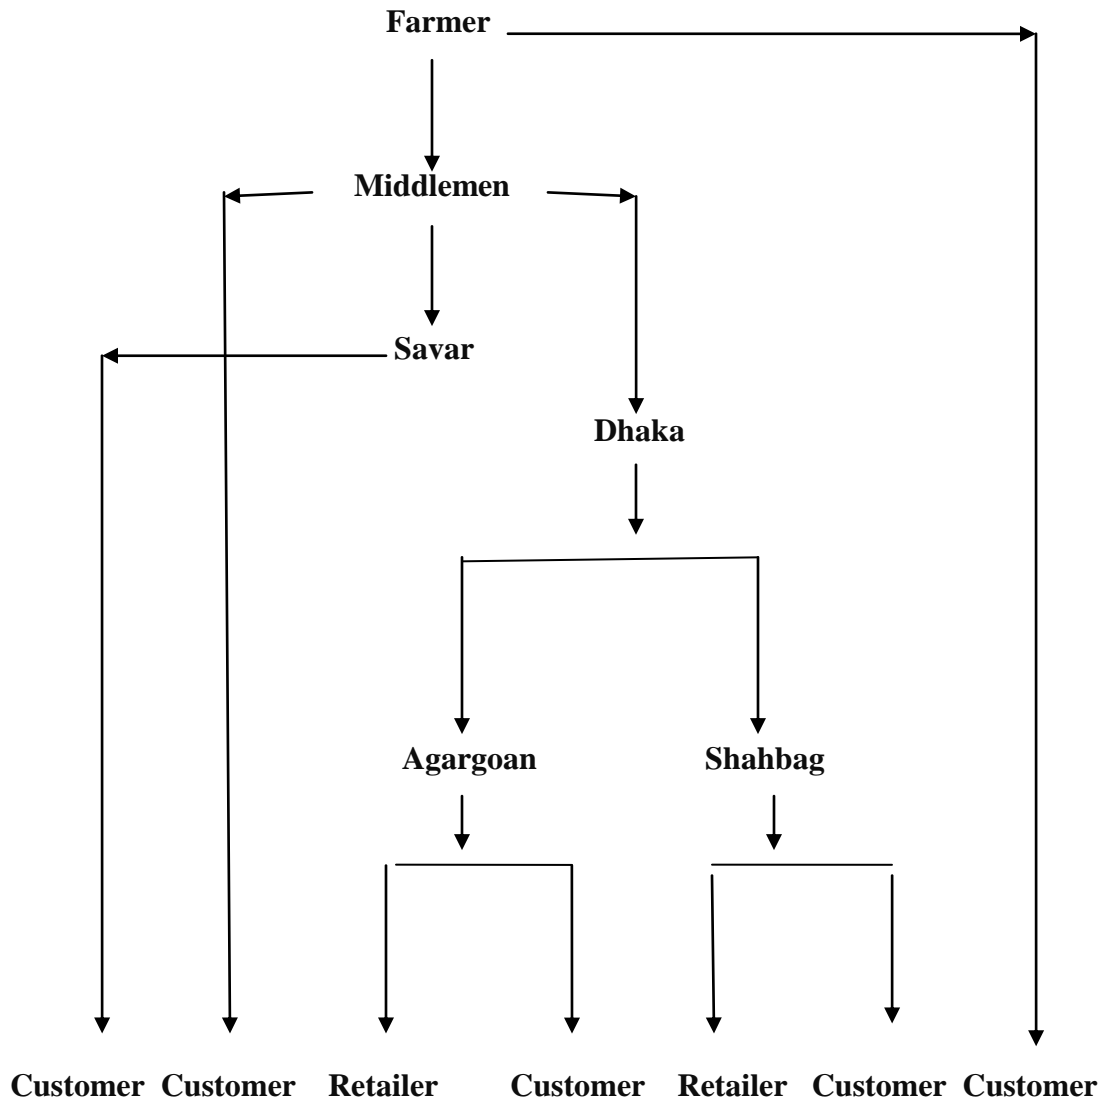 Farmer
Middlemen
Savar
Dhaka
Agargoan Shahbag
Customer Customer Retailer Customer Retailer Customer Customer